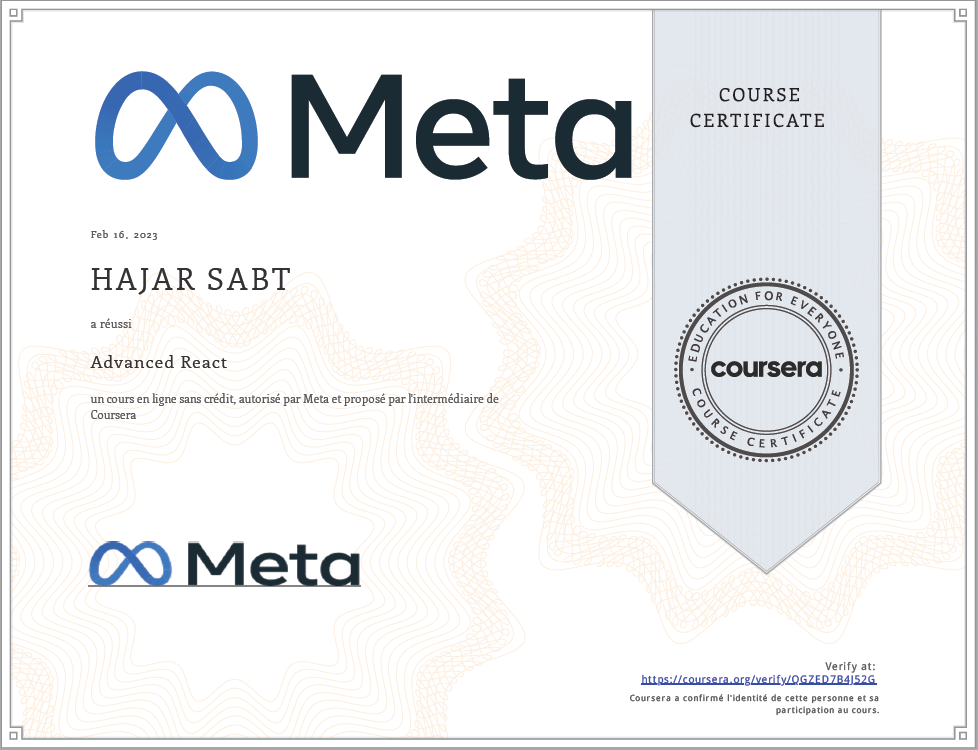 Meta
COURSE
CERTIFICATE
Feb 16, 2023
HAJAR SABT
a réussi
Advanced React
un cours en ligne sans crédit, autorisé par Meta et proposé par l'intermédiaire de
Coursera
EDUCATION FOR EVERYONE
coursera
COURSE CERTIFICATE
Meta
Verify at:
https://coursera.org/verify/QGZED7B4J52G
Coursera a confirmé l'identité de cette personne et sa
participation au cours.